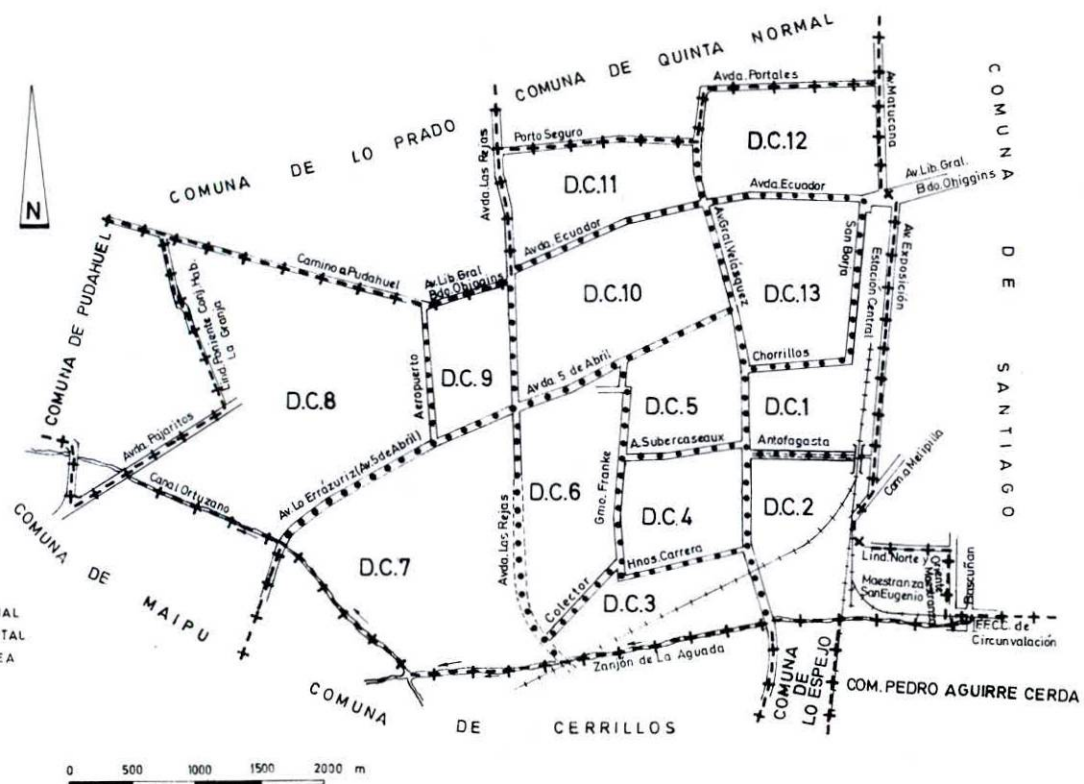 COMUNA DE QUINTA NORMAL
COMUNA DE LO PRADO
COMUNA DE SANTIAGO
COMUNA DE PUDAHUEL
COMUNA DE MAIPU
COMUNA DE CERRILLOS
COMUNA DE LO ESPEJO
COM. PEDRO AGUIRRE CERDA
N
Avda. Portales
Av. Matucana
Porto Seguro
Avda. Las Rejas
D.C.12
D.C.11
Avda. Ecuador
Av. Lib. Gral.
Bdo. Ohiggins
Avda. Ecuador
Camino a Pudahuel
Av. Lib. Gral
Bdo. Ohiggins
Av. Gral. Velásquez
San Borja
Estación Central
Av. Exposición
D.C.10
D.C.13
Lind. Poniente Conj. Hab.
La Granja
Aeropuerto
D.C. 9
D.C.8
Avda. 5 de Abril
Chorrillos
D.C.5
D.C.1
Avda. Pajaritos
Av. Lo Errázuriz (Av. 5 de Abril)
A. Subercaseaux
Antofagasta
Cam. a Melipilla
Canal Ortuzano
Avda. Las Rejas
D.C.6
Gmo. Franke
D.C.4
D.C.2
D.C.7
Hnos. Carrera
Colector
D.C.3
Lind. Norte y
Oriente
Maestranza
Maestranza
San Eugenio
Bascuñan
Zanjón de La Aguada
FF.CC. de
Circunvalación
0 500 1000 1500 2000 m